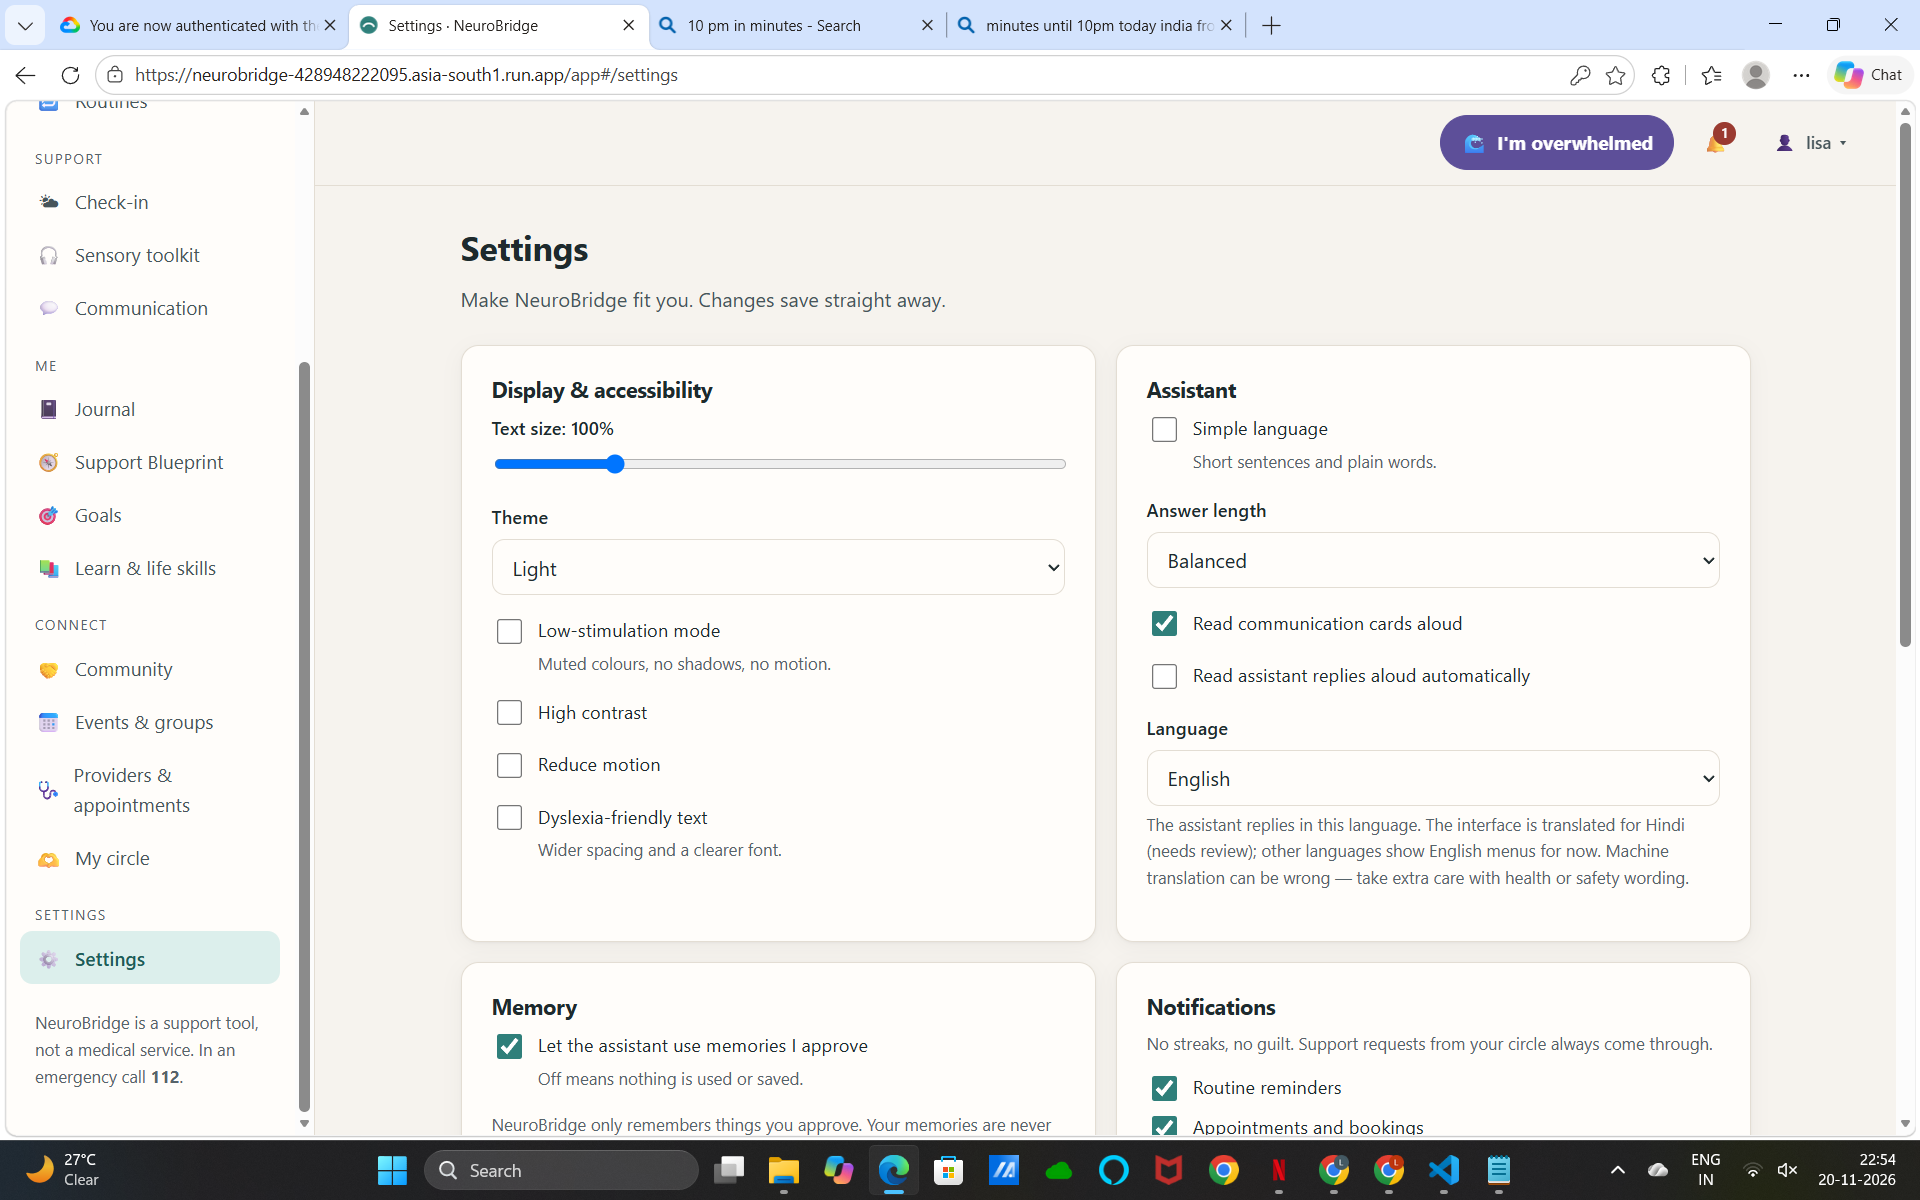 You are now authenticated with the
Settings · NeuroBridge
10 pm in minutes - Search
minutes until 10pm today india fro
https://neurobridge-428948222095.asia-south1.run.app/app#/settings
Chat
Routines
SUPPORT
Check-in
Sensory toolkit
Communication
ME
Journal
Support Blueprint
Goals
Learn & life skills
CONNECT
Community
Events & groups
Providers &
appointments
My circle
SETTINGS
Settings
NeuroBridge is a support tool,
not a medical service. In an
emergency call 112.
I'm overwhelmed
1
lisa
Settings
Make NeuroBridge fit you. Changes save straight away.
Display & accessibility
Text size: 100%
Theme
Light
Low-stimulation mode
Muted colours, no shadows, no motion.
High contrast
Reduce motion
Dyslexia-friendly text
Wider spacing and a clearer font.
Assistant
Simple language
Short sentences and plain words.
Answer length
Balanced
Read communication cards aloud
Read assistant replies aloud automatically
Language
English
The assistant replies in this language. The interface is translated for Hindi
(needs review); other languages show English menus for now. Machine
translation can be wrong — take extra care with health or safety wording.
Memory
Let the assistant use memories I approve
Off means nothing is used or saved.
NeuroBridge only remembers things you approve. Your memories are never
Notifications
No streaks, no guilt. Support requests from your circle always come through.
Routine reminders
Appointments and bookings
27°C
Clear
Search
ENG
IN
22:54
20-11-2026